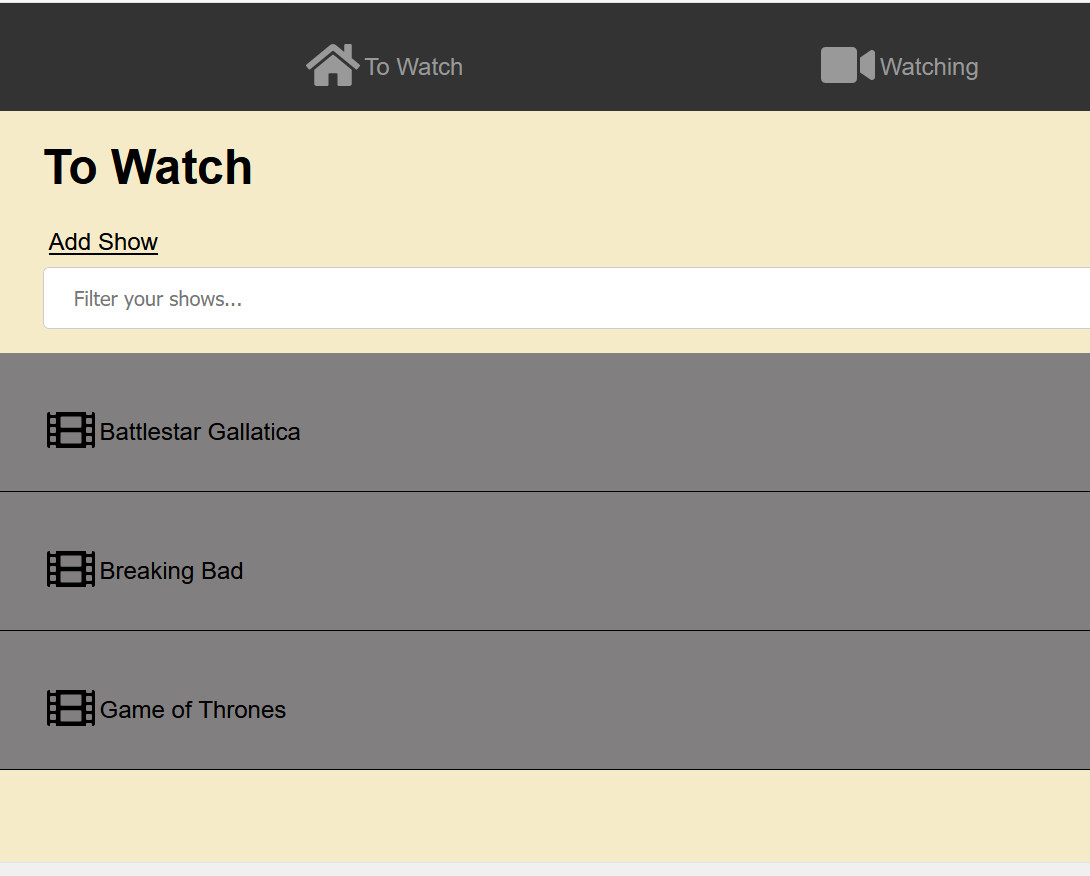 To Watch
Watching
To Watch
Add Show
Filter your shows...
Battlestar Gallatica
Breaking Bad
Game of Thrones